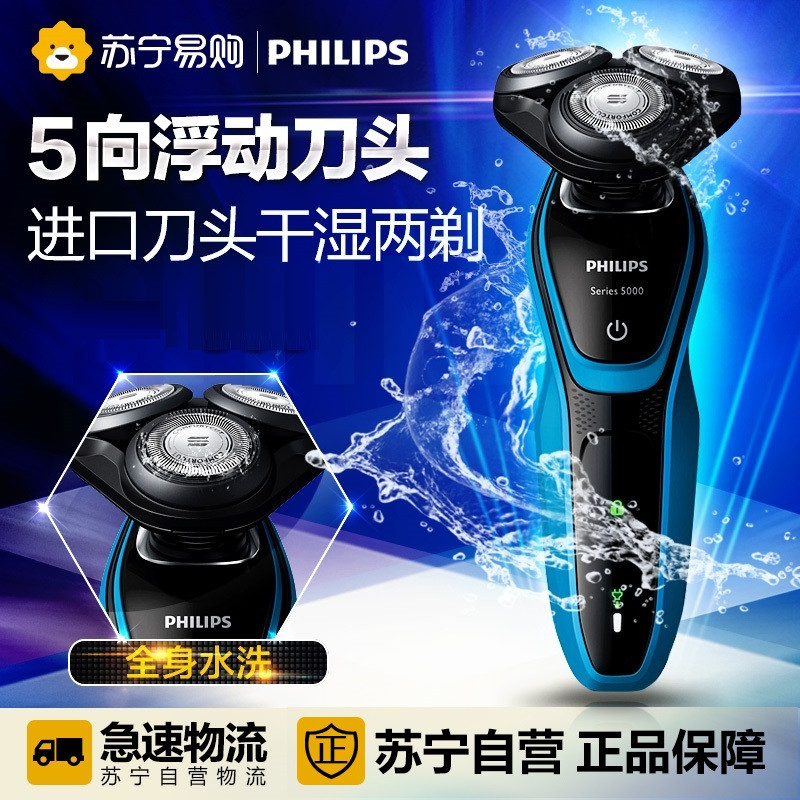 苏宁易购 PHILIPS
5向浮动刀头
进口刀头干湿两剃
COMFORTCUT
PHILIPS
Series 5000
PHILIPS
全身水洗
急速物流
苏宁自营物流
正
苏宁自营 正品保障